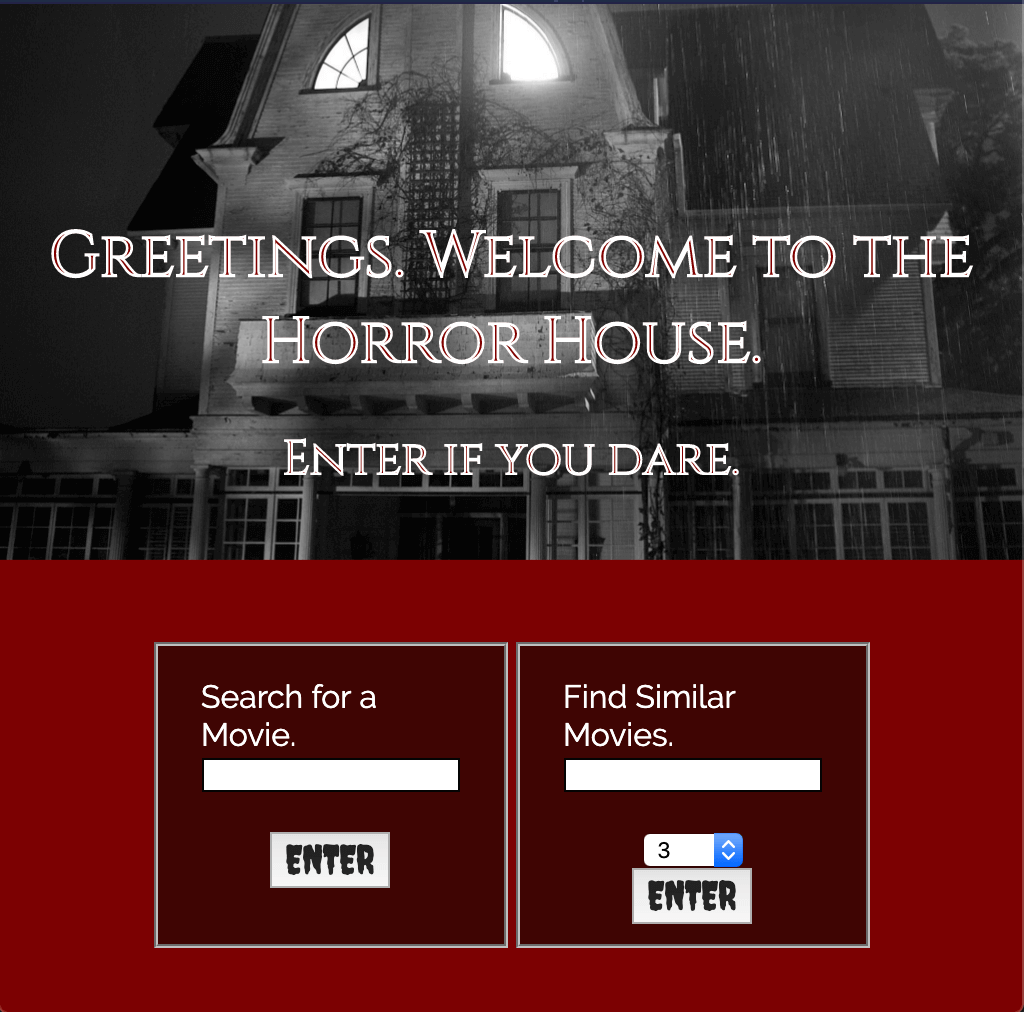 Greetings. Welcome to the
Horror House.
Enter if you dare.
Search for a
Movie.
Find Similar
Movies.
3
ENTER
ENTER